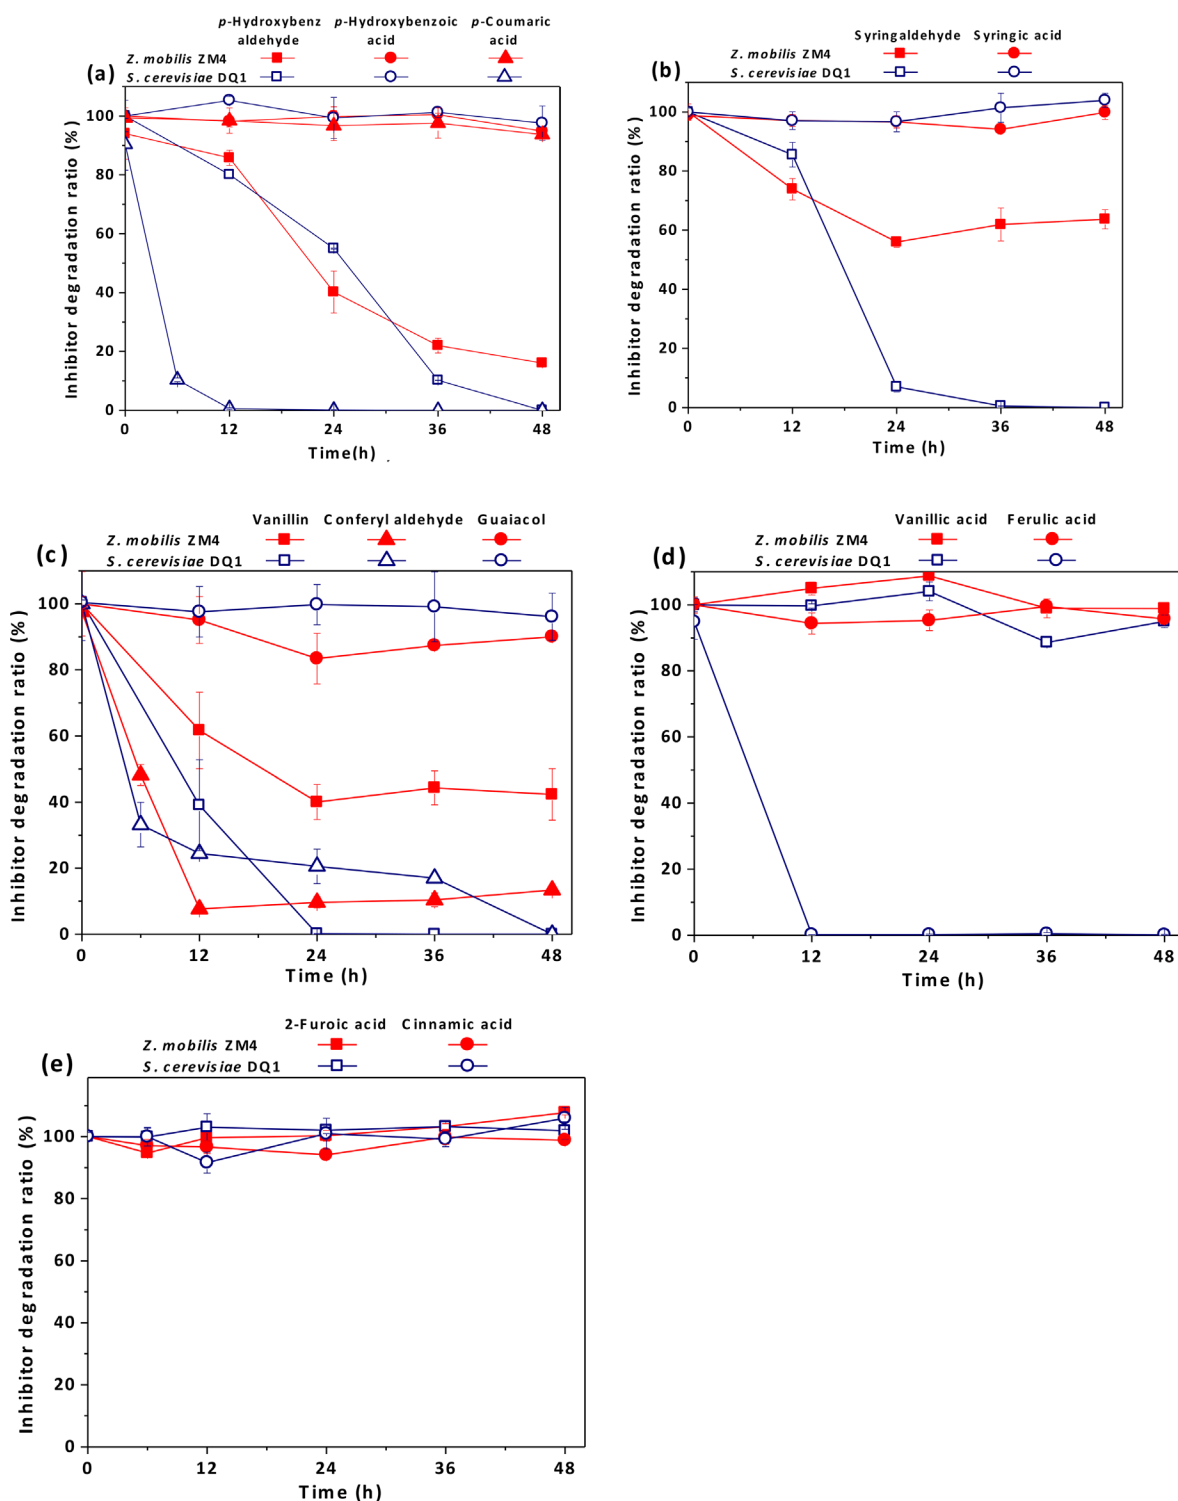 p-Hydroxybenz p-Hydroxybenzoic p-Coumaric
aldehyde acid acid
Z. mobilis ZM4
S. cerevisiae DQ1
(a)
Inhibitor degradation ratio (%)
100
80
60
40
20
0
0 12 24 36 48
Time(h)
Syringaldehyde Syringic acid
Z. mobilis ZM4
S. cerevisiae DQ1
(b)
Inhibitor degradation ratio (%)
100
80
60
40
20
0
0 12 24 36 48
Time (h)
Vanillin Conferyl aldehyde Guaiacol
Z. mobilis ZM4
S. cerevisiae DQ1
(c)
Inhibitor degradation ratio (%)
100
80
60
40
20
0
0 12 24 36 48
Time (h)
Vanillic acid Ferulic acid
Z. mobilis ZM4
S. cerevisiae DQ1
(d)
Inhibitor degradation ratio (%)
100
80
60
40
20
0
0 12 24 36 48
Time (h)
2-Furoic acid Cinnamic acid
Z. mobilis ZM4
S. cerevisiae DQ1
(e)
Inhibitor degradation ratio (%)
100
80
60
40
20
0
0 12 24 36 48
Time (h)